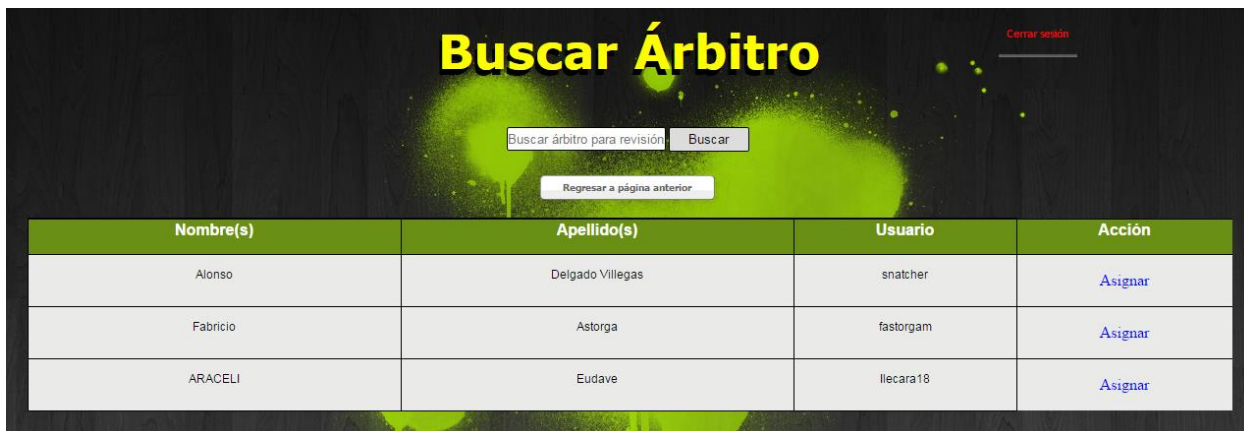 Buscar Árbitro
Cerrar sesión
Buscar árbitro para revisión Buscar
Regresar a página anterior
Nombre(s) Apellido(s) Usuario Acción
Alonso Delgado Villegas snatcher Asignar
Fabricio Astorga fastorgam Asignar
ARACELI Eudave llecara18 Asignar